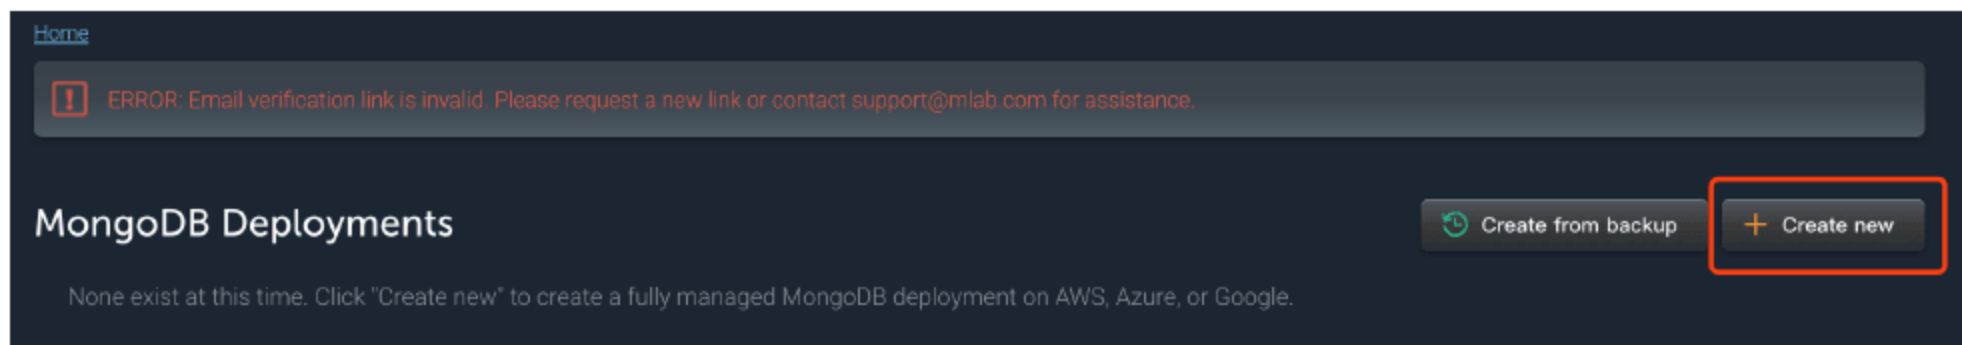 Home
ERROR: Email verification link is invalid. Please request a new link or contact support@mlab.com for assistance.
MongoDB Deployments
Create from backup
Create new
None exist at this time. Click "Create new" to create a fully managed MongoDB deployment on AWS, Azure, or Google.